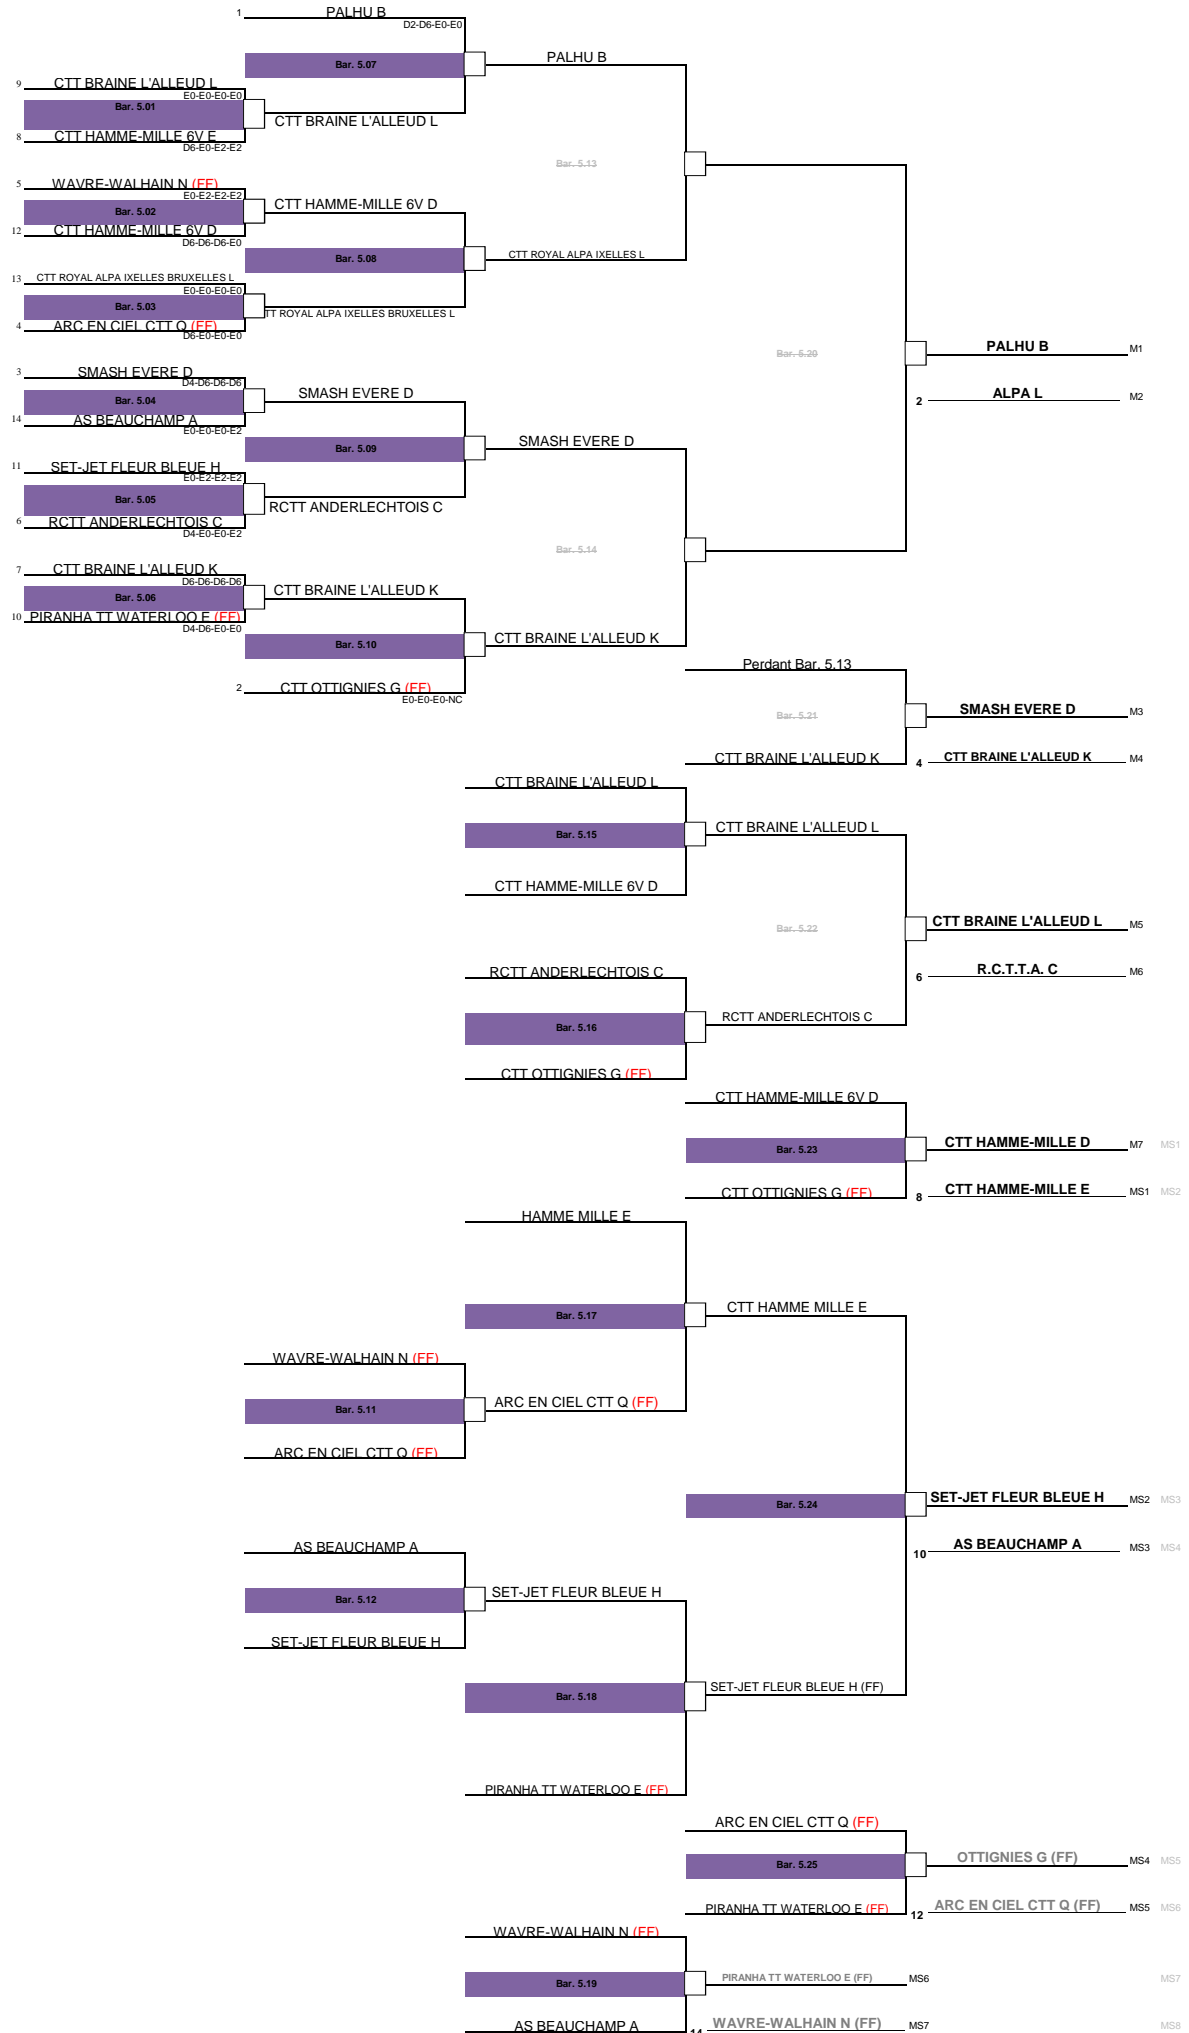 1 PALHU B
D2-D6-E0-E0
Bar. 5.07
PALHU B
9 CTT BRAINE L'ALLEUD L
E0-E0-E0-E0
Bar. 5.01
CTT BRAINE L'ALLEUD L
8 CTT HAMME-MILLE 6V E
D6-E0-E2-E2
Bar. 5.13
5 WAVRE-WALHAIN N (FF)
E0-E2-E2-E2
Bar. 5.02
CTT HAMME-MILLE 6V D
12 CTT HAMME-MILLE 6V D
D6-D6-D6-E0
Bar. 5.08
CTT ROYAL ALPA IXELLES L
13 CTT ROYAL ALPA IXELLES BRUXELLES L
E0-E0-E0-E0
Bar. 5.03
TT ROYAL ALPA IXELLES BRUXELLES L
4 ARC EN CIEL CTT Q (FF)
D6-E0-E0-E0
Bar. 5.20
PALHU B M1
2 ALPA L M2
3 SMASH EVERE D
D4-D6-D6-D6
Bar. 5.04
SMASH EVERE D
14 AS BEAUCHAMP A
E0-E0-E0-E2
Bar. 5.09
SMASH EVERE D
11 SET-JET FLEUR BLEUE H
E0-E2-E2-E2
Bar. 5.05
RCTT ANDERLECHTOIS C
6 RCTT ANDERLECHTOIS C
D4-E0-E0-E2
Bar. 5.14
7 CTT BRAINE L'ALLEUD K
D6-D6-D6-D6
Bar. 5.06
CTT BRAINE L'ALLEUD K
10 PIRANHA TT WATERLOO E (FF)
D4-D6-E0-E0
Bar. 5.10
CTT BRAINE L'ALLEUD K
2 CTT OTTIGNIES G (FF)
E0-E0-E0-NC
Perdant Bar. 5.13
Bar. 5.21
SMASH EVERE D M3
CTT BRAINE L'ALLEUD K
4 CTT BRAINE L'ALLEUD K M4
CTT BRAINE L'ALLEUD L
Bar. 5.15
CTT BRAINE L'ALLEUD L
CTT HAMME-MILLE 6V D
Bar. 5.22
CTT BRAINE L'ALLEUD L M5
6 R.C.T.T.A. C M6
RCTT ANDERLECHTOIS C
Bar. 5.16
RCTT ANDERLECHTOIS C
CTT OTTIGNIES G (FF)
CTT HAMME-MILLE 6V D
Bar. 5.23
CTT HAMME-MILLE D M7 MS1
CTT OTTIGNIES G (FF)
8 CTT HAMME-MILLE E MS1 MS2
HAMME MILLE E
Bar. 5.17
CTT HAMME MILLE E
WAVRE-WALHAIN N (FF)
Bar. 5.11
ARC EN CIEL CTT Q (FF)
ARC EN CIEL CTT Q (FF)
Bar. 5.24
SET-JET FLEUR BLEUE H MS2 MS3
10 AS BEAUCHAMP A MS3 MS4
AS BEAUCHAMP A
Bar. 5.12
SET-JET FLEUR BLEUE H
SET-JET FLEUR BLEUE H
Bar. 5.18
SET-JET FLEUR BLEUE H (FF)
PIRANHA TT WATERLOO E (FF)
ARC EN CIEL CTT Q (FF)
Bar. 5.25
OTTIGNIES G (FF) MS4 MS5
PIRANHA TT WATERLOO E (FF)
12 ARC EN CIEL CTT Q (FF) MS5 MS6
WAVRE-WALHAIN N (FF)
Bar. 5.19
PIRANHA TT WATERLOO E (FF) MS6 MS7
AS BEAUCHAMP A
14 WAVRE-WALHAIN N (FF) MS7 MS8